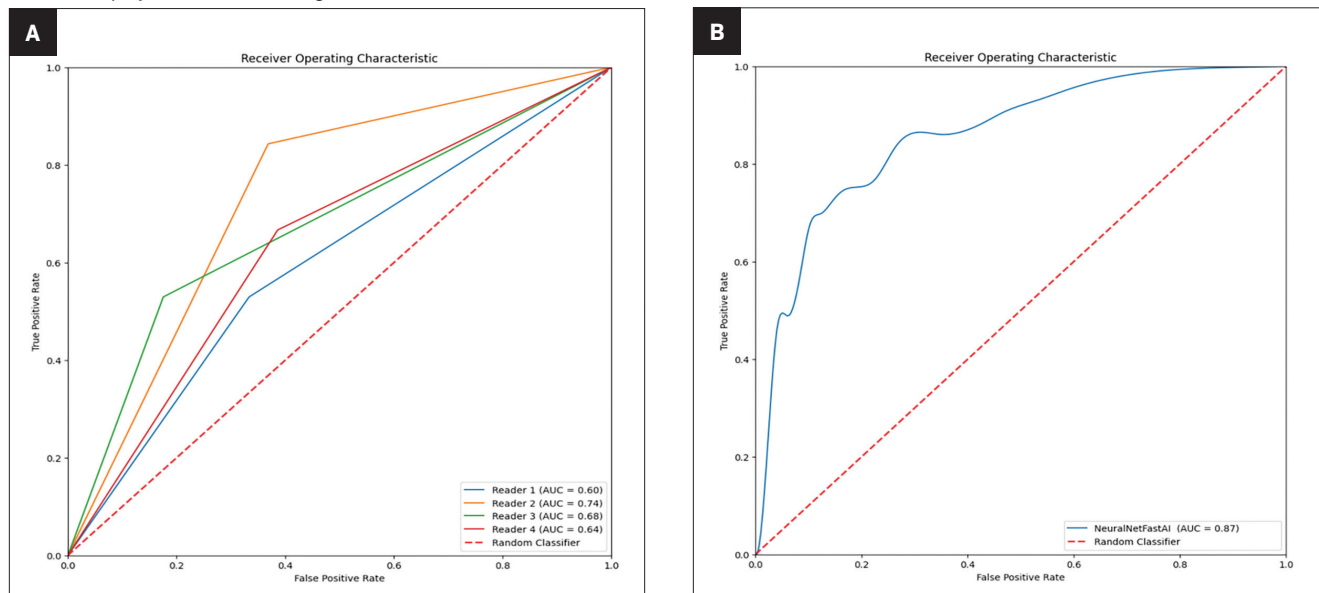 A
Receiver Operating Characteristic
1.0
0.8
0.6
0.4
0.2
0.0
True Positive Rate
0.0 0.2 0.4 0.6 0.8 1.0
False Positive Rate
Reader 1 (AUC = 0.60)
Reader 2 (AUC = 0.74)
Reader 3 (AUC = 0.68)
Reader 4 (AUC = 0.64)
Random Classifier
B
Receiver Operating Characteristic
1.0
0.8
0.6
0.4
0.2
0.0
True Positive Rate
0.0 0.2 0.4 0.6 0.8 1.0
False Positive Rate
NeuralNetFastAI (AUC = 0.87)
Random Classifier